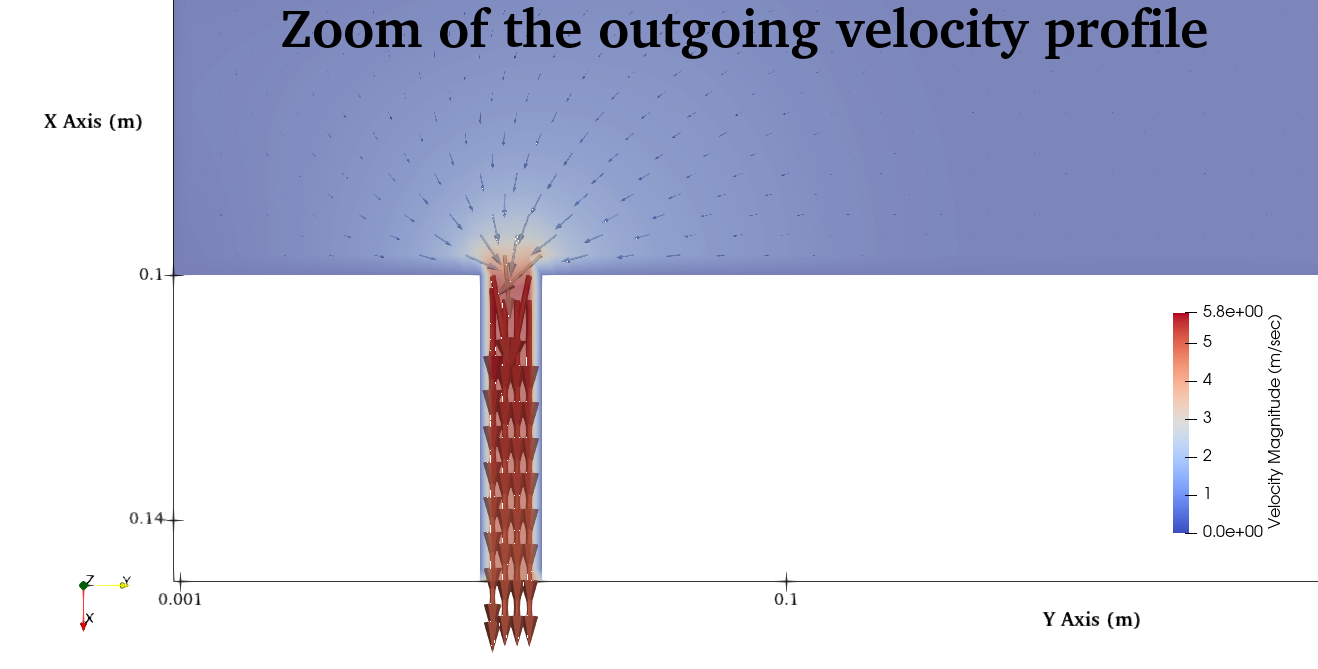 Zoom of the outgoing velocity profile
X Axis (m)
0.1
5.8e+00
5
4
3
2
1
0.0e+00
Velocity Magnitude (m/sec)
0.14
Z
Y
X
0.001
0.1
Y Axis (m)